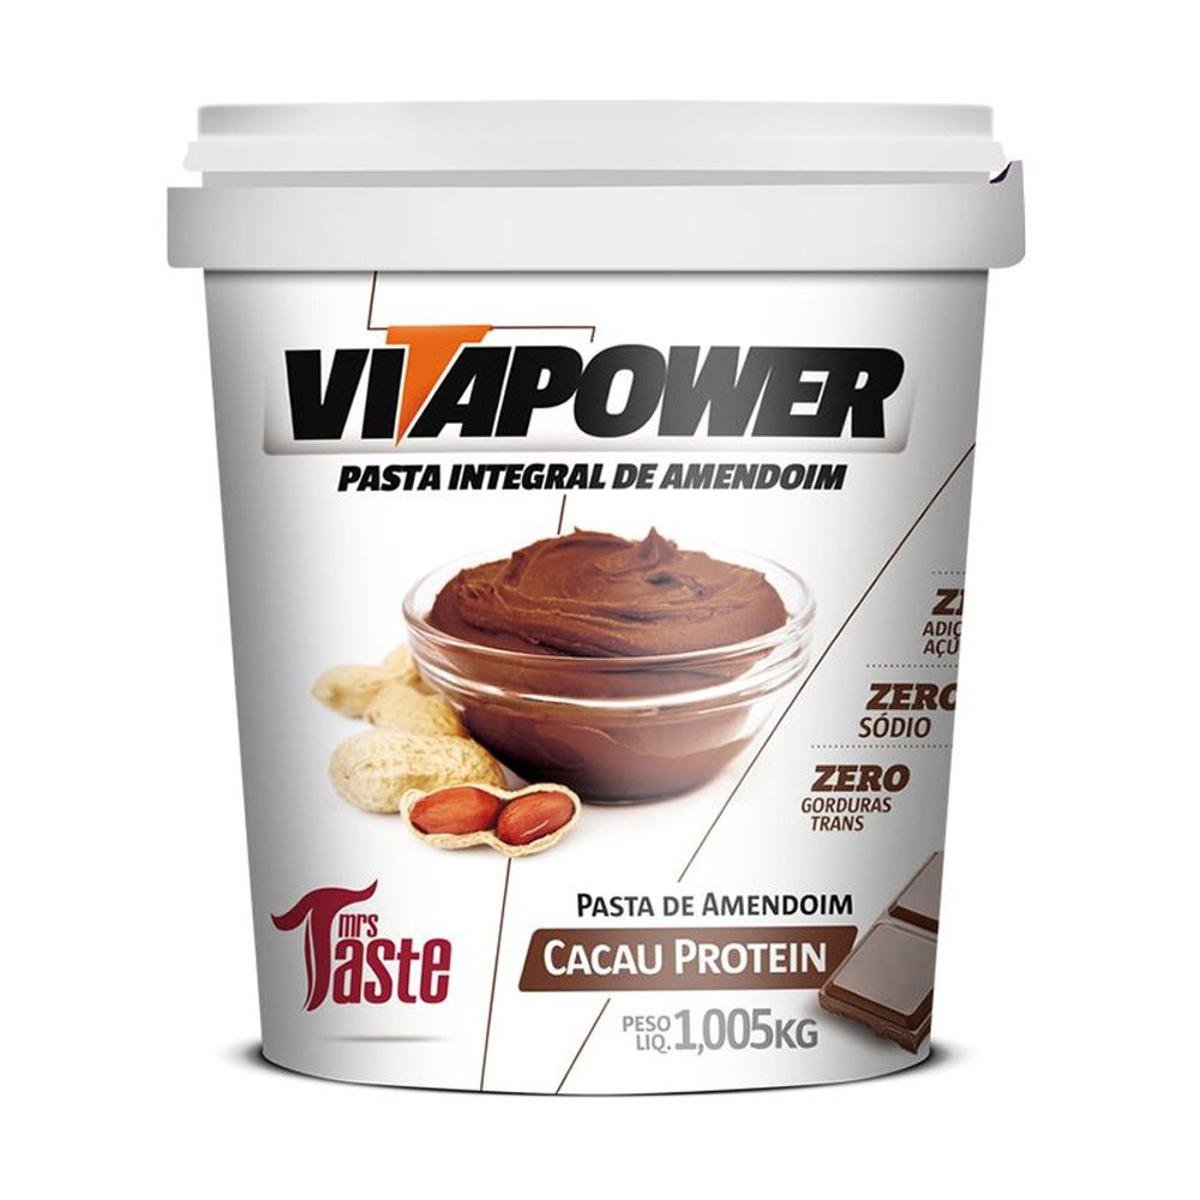 VITAPOWER
PASTA INTEGRAL DE AMENDOIM
ZERO
SÓDIO
ZERO
GORDURAS
TRANS
mrs
Taste
PASTA DE AMENDOIM
CACAU PROTEIN
PESO
LIQ. 1,005KG